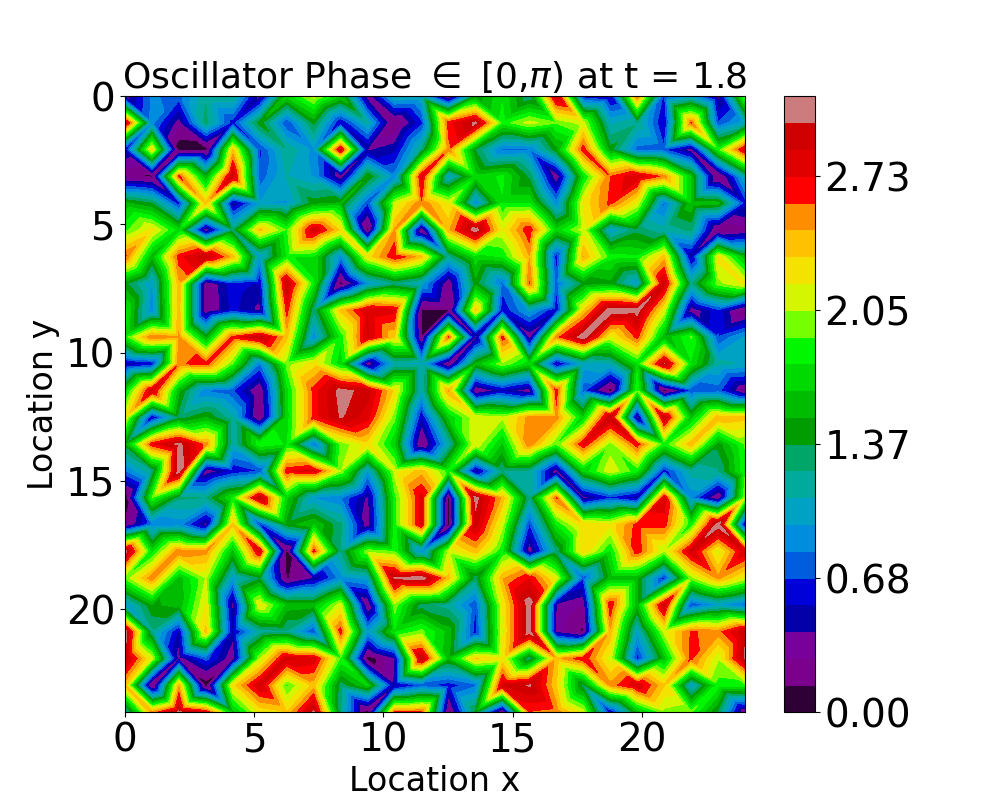 Oscillator Phase ∈ [0,π) at t = 1.8
0
5
10
15
20
Location y
0 5 10 15 20
Location x
2.73
2.05
1.37
0.68
0.00